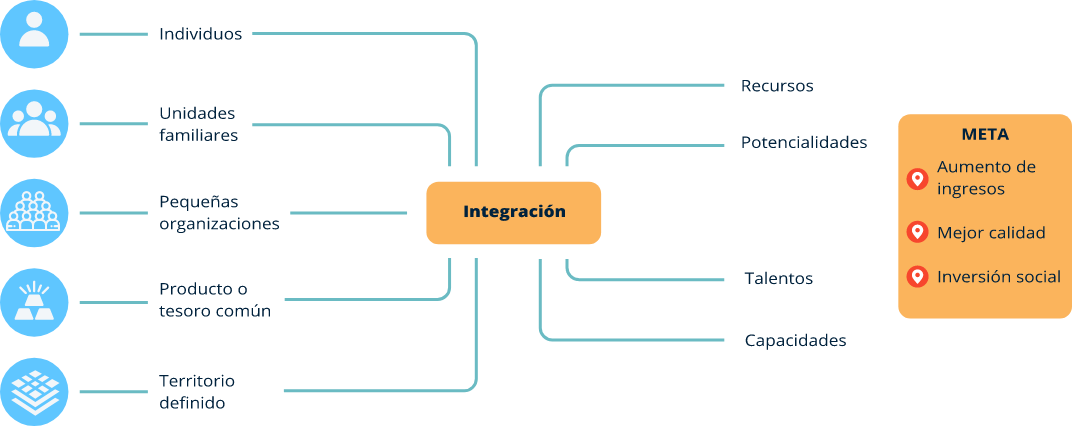 Individuos
Unidades
familiares
Pequeñas
organizaciones
Producto o
tesoro común
Territorio
definido
Integración
Recursos
Potencialidades
Talentos
Capacidades
META
Aumento de
ingresos
Mejor calidad
Inversión social